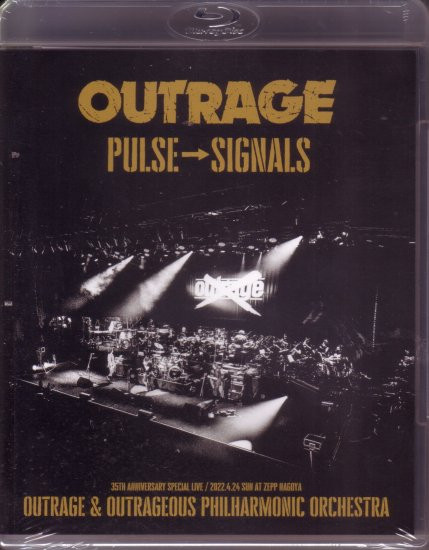 Blu-ray Disc
OUTRAGE
PULSE→SIGNALS
outrage
35TH ANNIVERSARY SPECIAL LIVE / 2022.4.24 SUN AT ZEPP NAGOYA
OUTRAGE & OUTRAGEOUS PHILHARMONIC ORCHESTRA